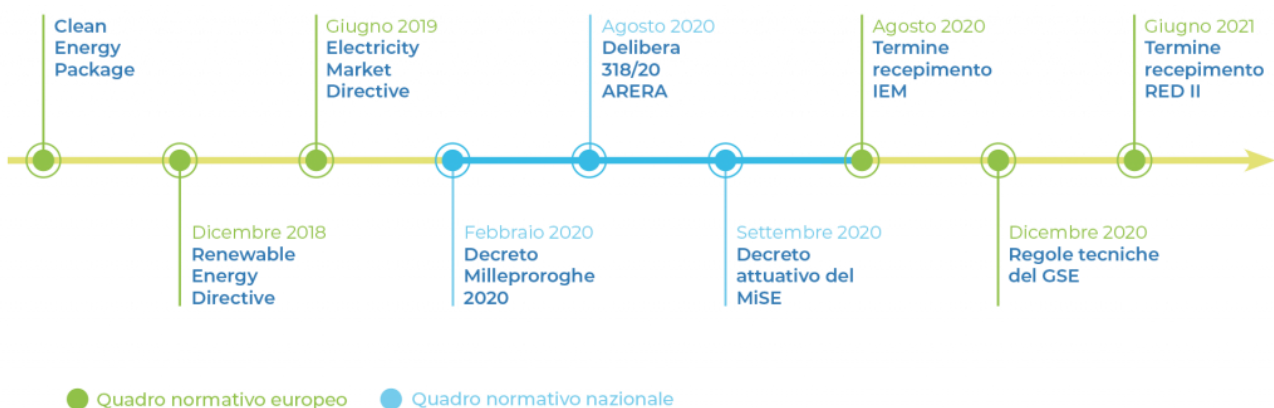 Clean
Energy
Package
Giugno 2019
Electricity
Market
Directive
Agosto 2020
Delibera
318/20
ARERA
Agosto 2020
Termine
recepimento
IEM
Giugno 2021
Termine
recepimento
RED II
Dicembre 2018
Renewable
Energy
Directive
Febbraio 2020
Decreto
Milleproroghe
2020
Settembre 2020
Decreto
attuativo del
MiSE
Dicembre 2020
Regole tecniche
del GSE
Quadro normativo europeo
Quadro normativo nazionale